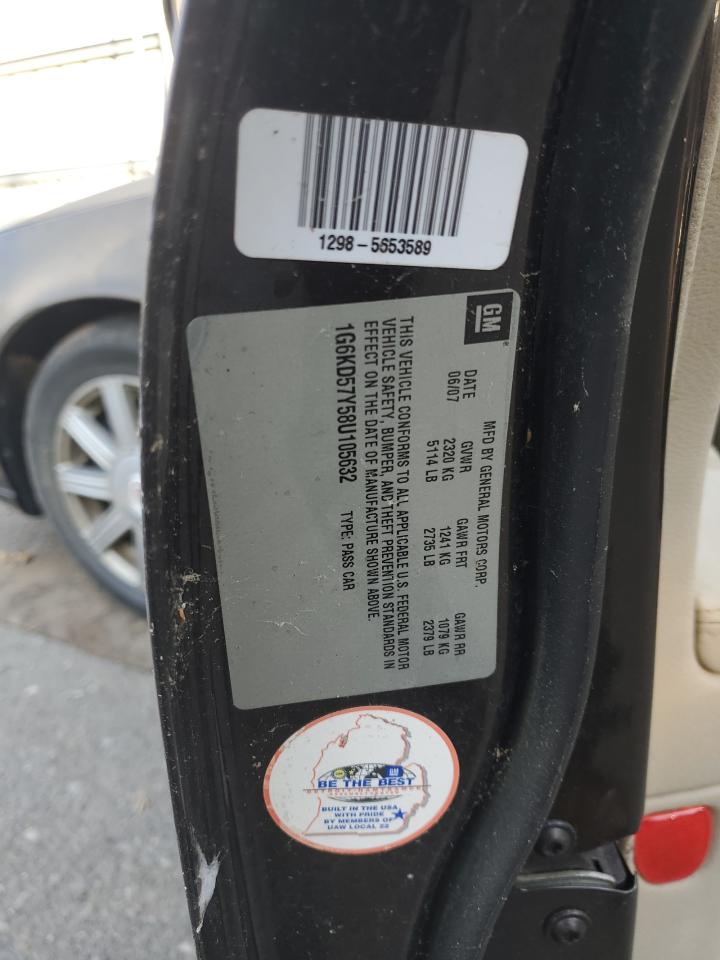 1298 - 5653589
GM
MFD BY GENERAL MOTORS CORP.
DATE GVWR GAWR FRT GAWR RR
06/07 2320 KG 1241 KG 1079 KG
5114 LB 2735 LB 2379 LB
THIS VEHICLE CONFORMS TO ALL APPLICABLE U.S. FEDERAL MOTOR
VEHICLE SAFETY, BUMPER, AND THEFT PREVENTION STANDARDS IN
EFFECT ON THE DATE OF MANUFACTURE SHOWN ABOVE.
1G6KD57Y58U105632 TYPE: PASS CAR
BE THE BEST
BUILT IN THE USA
WITH PRIDE
BY MEMBERS OF
UAW LOCAL 22